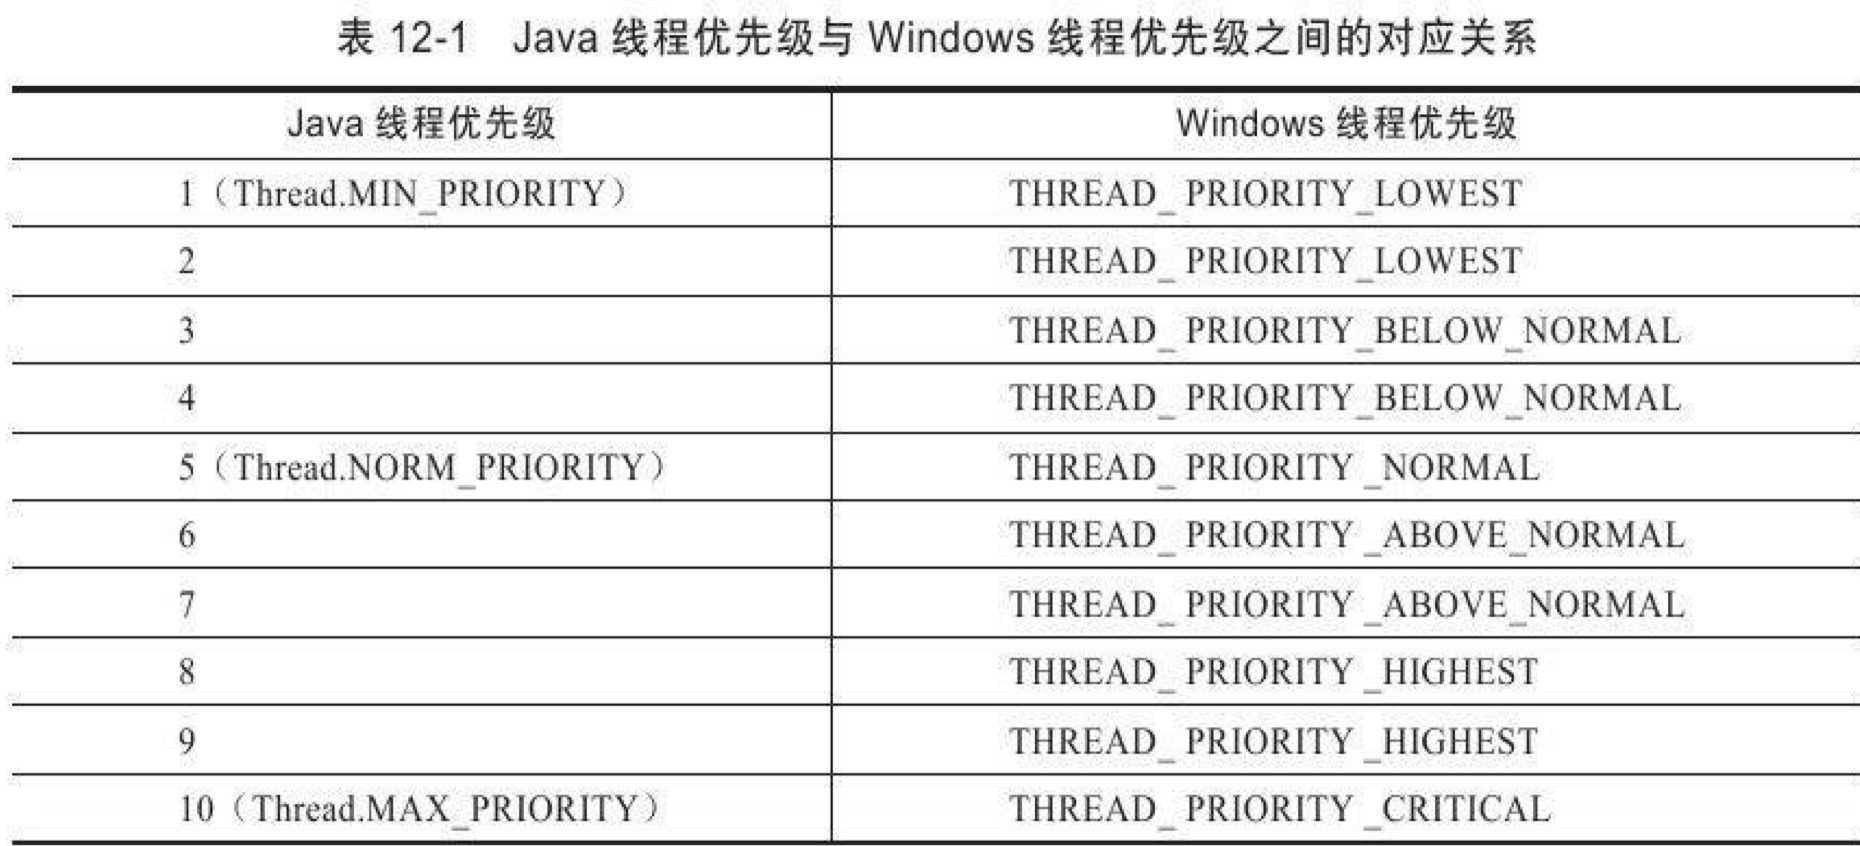 表 12-1 Java 线程优先级与 Windows 线程优先级之间的对应关系
Java 线程优先级 Windows 线程优先级
1（Thread.MIN_PRIORITY） THREAD_ PRIORITY_LOWEST
2 THREAD_ PRIORITY_LOWEST
3 THREAD_ PRIORITY_BELOW_NORMAL
4 THREAD_ PRIORITY_BELOW_NORMAL
5（Thread.NORM_PRIORITY） THREAD_ PRIORITY _NORMAL
6 THREAD_ PRIORITY _ABOVE_NORMAL
7 THREAD_ PRIORITY _ABOVE_NORMAL
8 THREAD_ PRIORITY _HIGHEST
9 THREAD_ PRIORITY _HIGHEST
10（Thread.MAX_PRIORITY） THREAD_ PRIORITY _CRITICAL